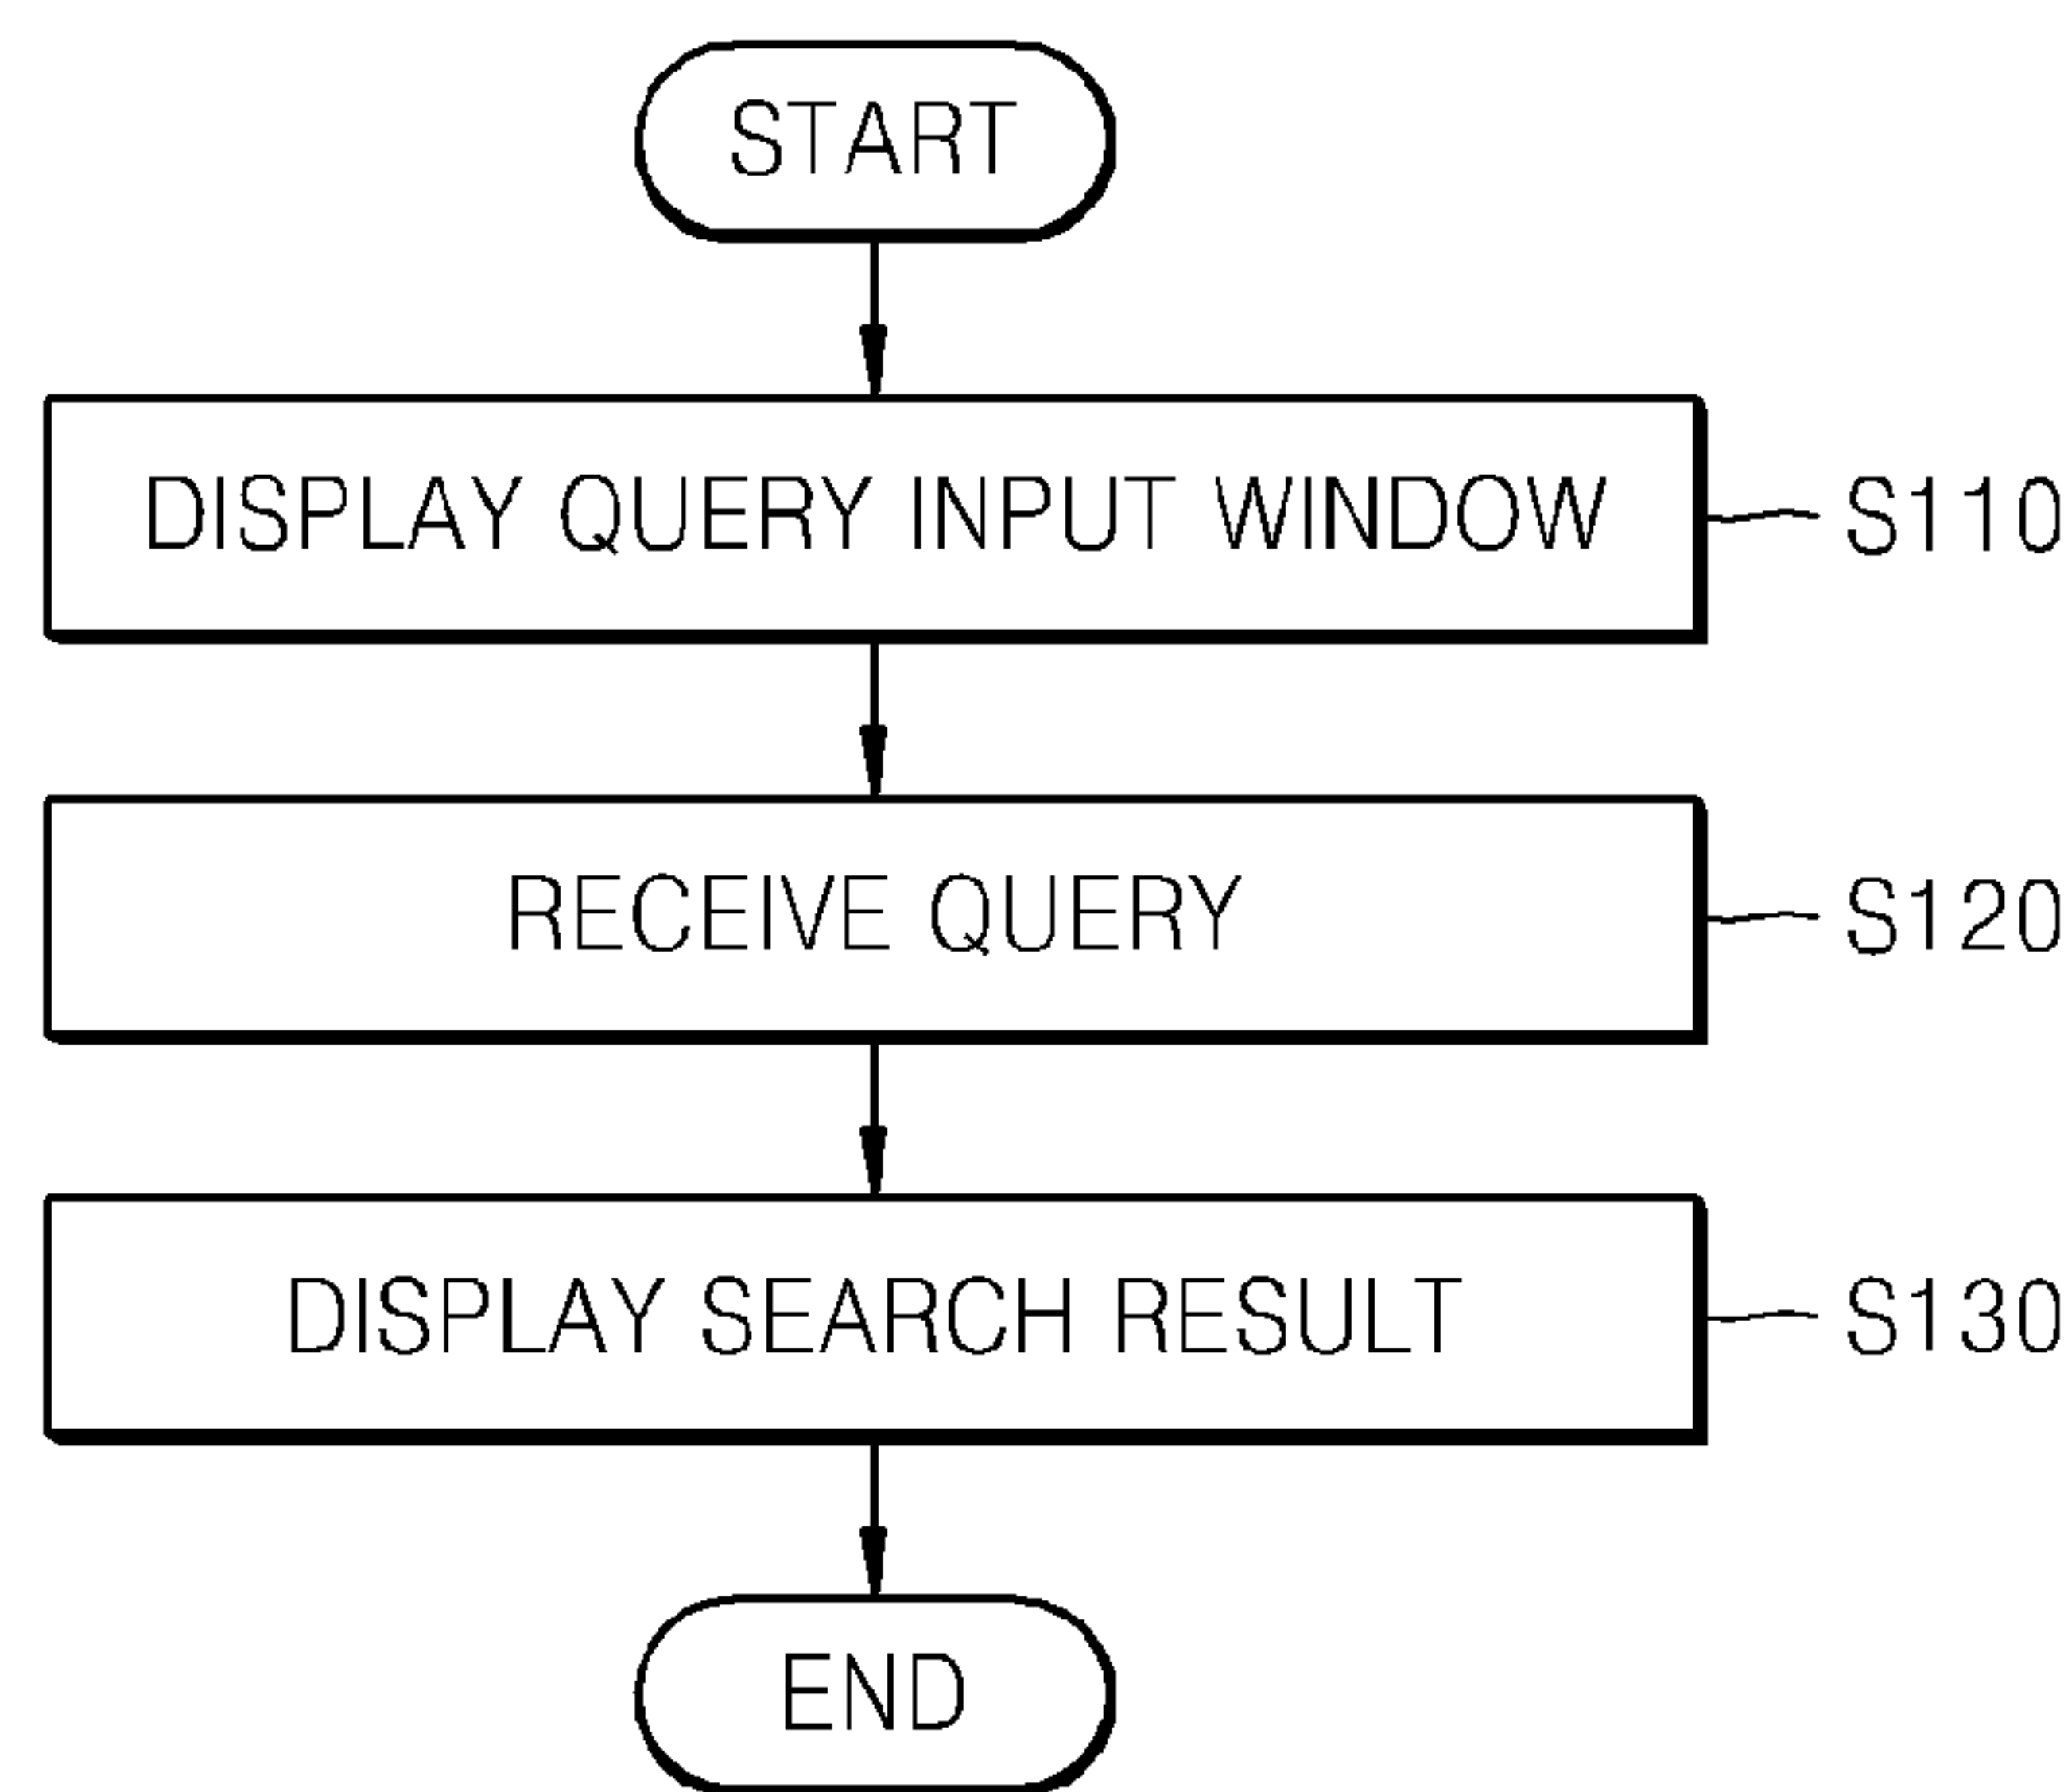 START
DISPLAY QUERY INPUT WINDOW S110
RECEIVE QUERY S120
DISPLAY SEARCH RESULT S130
END